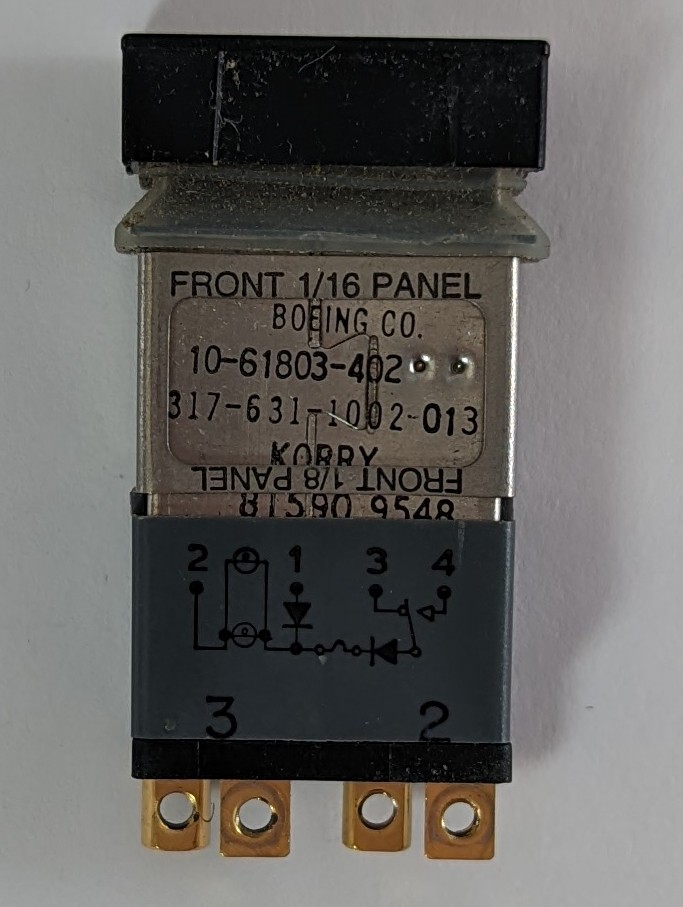 FRONT 1/16 PANEL
BOEING CO.
10-61803-402
317-631-1002-013
KORRY
FRONT 1/8 PANEL
81590 9548
2 1 3 4
3 2